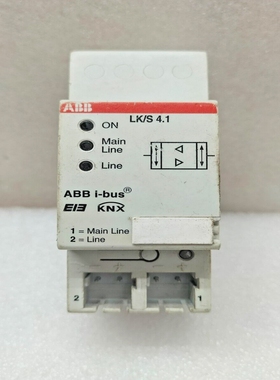 ABB
LK/S 4.1
ON
Main
Line
Line
ABB i-bus®
EIB KNX
1 = Main Line
2 = Line
2
1